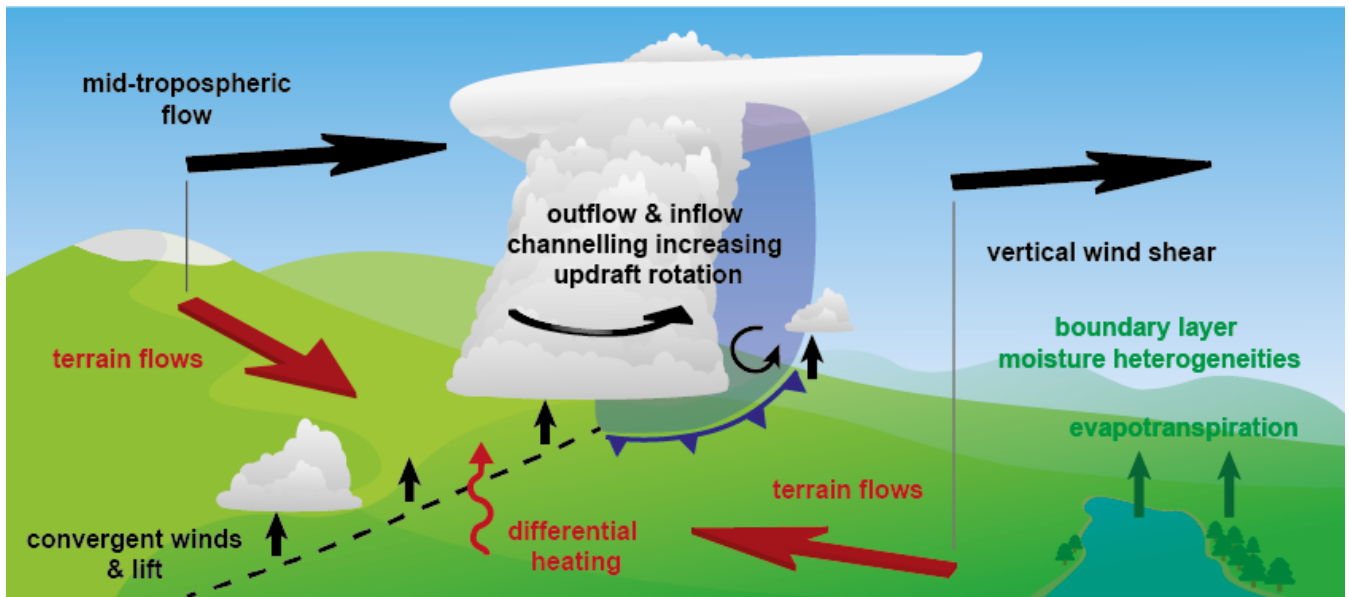 mid-tropospheric
flow
outflow & inflow
channelling increasing
updraft rotation
vertical wind shear
boundary layer
moisture heterogeneities
terrain flows
evapotranspiration
terrain flows
differential
heating
convergent winds
& lift